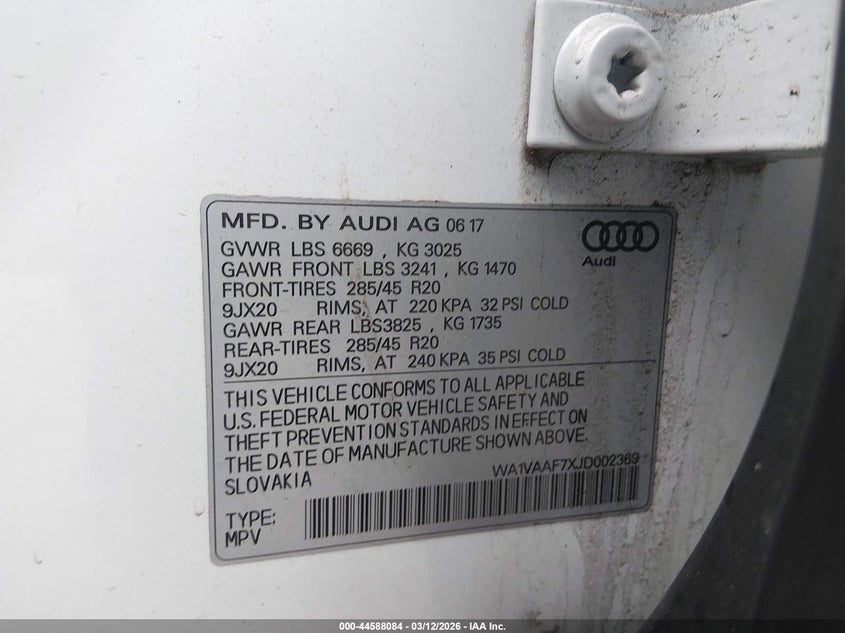 MFD. BY AUDI AG 06 17
Audi
GVWR LBS 6669 , KG 3025
GAWR FRONT LBS 3241 , KG 1470
FRONT-TIRES 285/45 R20
9JX20 RIMS, AT 220 KPA 32 PSI COLD
GAWR REAR LBS3825 , KG 1735
REAR-TIRES 285/45 R20
9JX20 RIMS, AT 240 KPA 35 PSI COLD
THIS VEHICLE CONFORMS TO ALL APPLICABLE
U.S. FEDERAL MOTOR VEHICLE SAFETY AND
THEFT PREVENTION STANDARDS IN EFFECT ON
THE DATE OF MANUFACTURE SHOWN ABOVE.
SLOVAKIA WA1VAAF7XJD002369
TYPE:
MPV
000-44588084 - 03/12/2026 - IAA Inc.